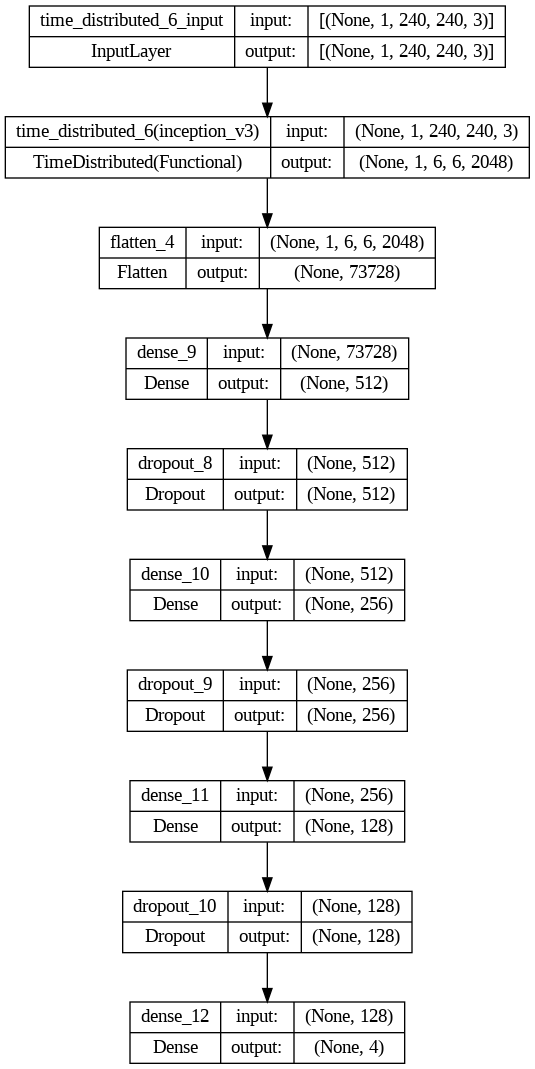 time_distributed_6_input input: [(None, 1, 240, 240, 3)]
InputLayer output: [(None, 1, 240, 240, 3)]
time_distributed_6(inception_v3) input: (None, 1, 240, 240, 3)
TimeDistributed(Functional) output: (None, 1, 6, 6, 2048)
flatten_4 input: (None, 1, 6, 6, 2048)
Flatten output: (None, 73728)
dense_9 input: (None, 73728)
Dense output: (None, 512)
dropout_8 input: (None, 512)
Dropout output: (None, 512)
dense_10 input: (None, 512)
Dense output: (None, 256)
dropout_9 input: (None, 256)
Dropout output: (None, 256)
dense_11 input: (None, 256)
Dense output: (None, 128)
dropout_10 input: (None, 128)
Dropout output: (None, 128)
dense_12 input: (None, 128)
Dense output: (None, 4)